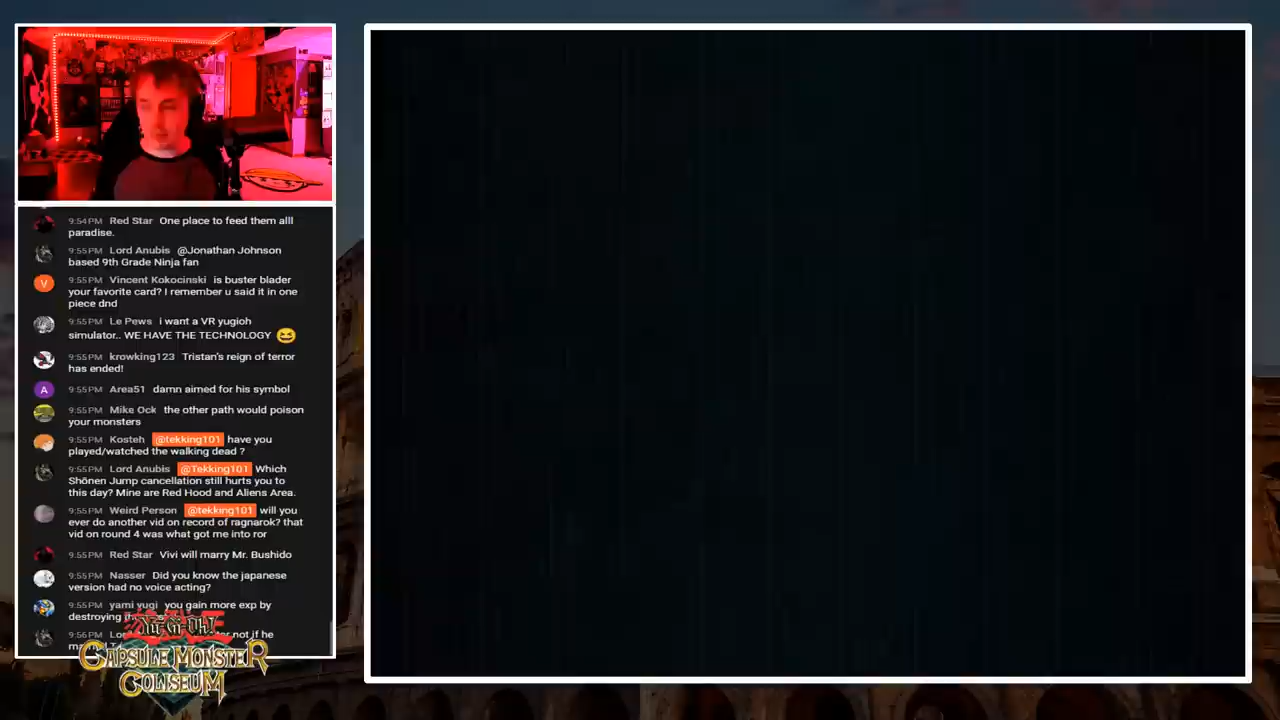 9:54 PM Red Star One place to feed them alll
paradise.
9:55PM Lord Anubis @Jonathan Johnson
based 9th Grade Ninja fan
9:55PM Vincent Kokocinski is buster blader
your favorite card? I remember u said it in one
piece dnd
9:55PM Le Pews i want a VR yugioh
simulator.. WE HAVE THE TECHNOLOGY
9:55PM krowking123 Tristan's reign of terror
has ended!
A 9:55PM Area51 damn aimed for his symbol
9:55PM Mike Ock the other path would poison
your monsters
9:55PM Kosteh @tekking101 have you
played/watched the walking dead ?
9:55PM Lord Anubis @Tekking101 Which
Shōnen Jump cancellation still hurts you to
this day? Mine are Red Hood and Aliens Area.
9:55PM Weird Person @tekking101 will you
ever do another vid on record of ragnarok? that
vid on round 4 was what got me into ror
9:55PM Red Star Vivi will marry Mr. Bushido
9:55PM Nasser Did you know the japanese
version had no voice acting?
9:55PM yami yugi you gain more exp by
destroying
9:56PM not if he
Yu-Gi-Oh!
Capsule Monster
Coliseum